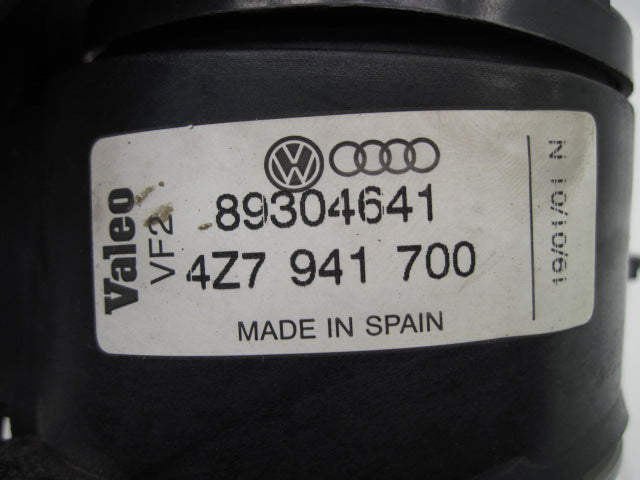 Valeo
VF2
89304641
4Z7 941 700
MADE IN SPAIN
19/01/01 N